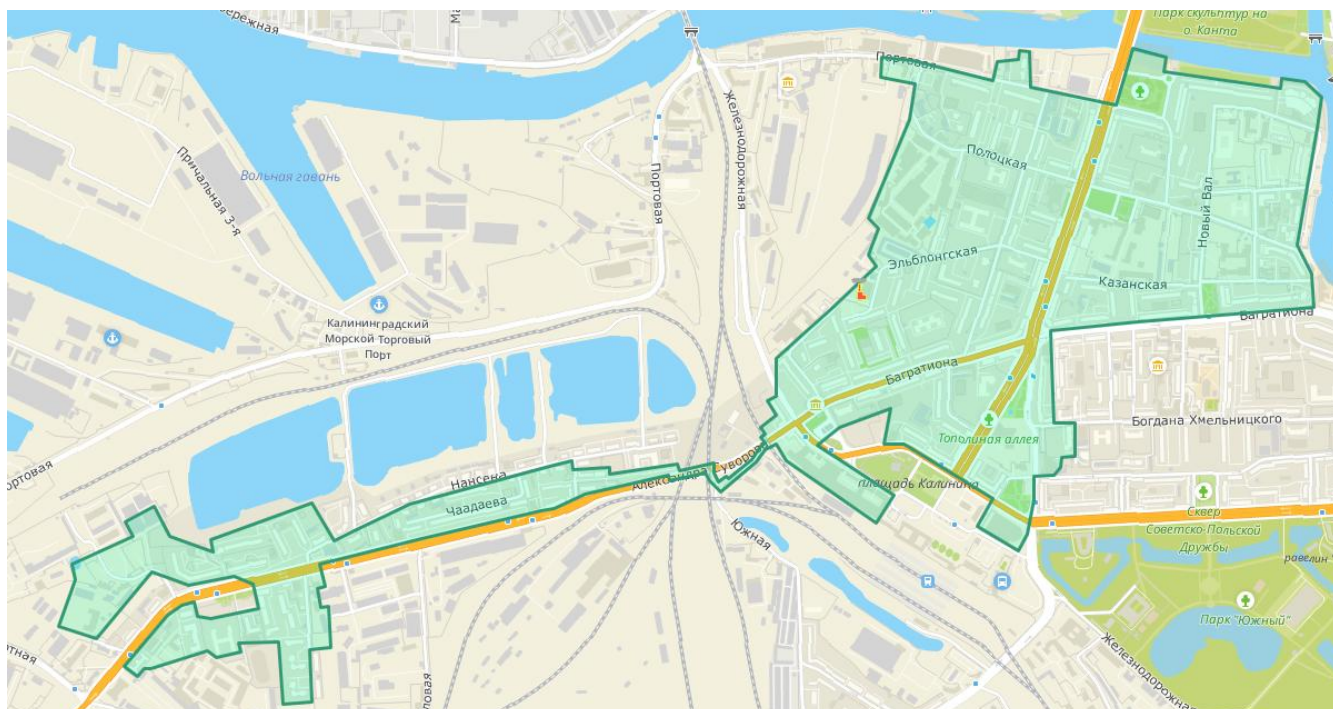 Парк скульптур на
о. Канта
Портовая
Железнодорожная
Причальная 3-я
Вольная гавань
Портовая
Полоцкая
Новый Вал
Эльблонгская
Казанская
Калининградский
Морской Торговый
Порт
Багратиона
Багратиона
Богдана Хмельницкого
Тополиная аллея
Александра Суворова
Нансена
Чаадаева
площадь Калинина
Сквер
Советско-Польской
Дружбы
Южная
Парк "Южный"
Железнодорожная